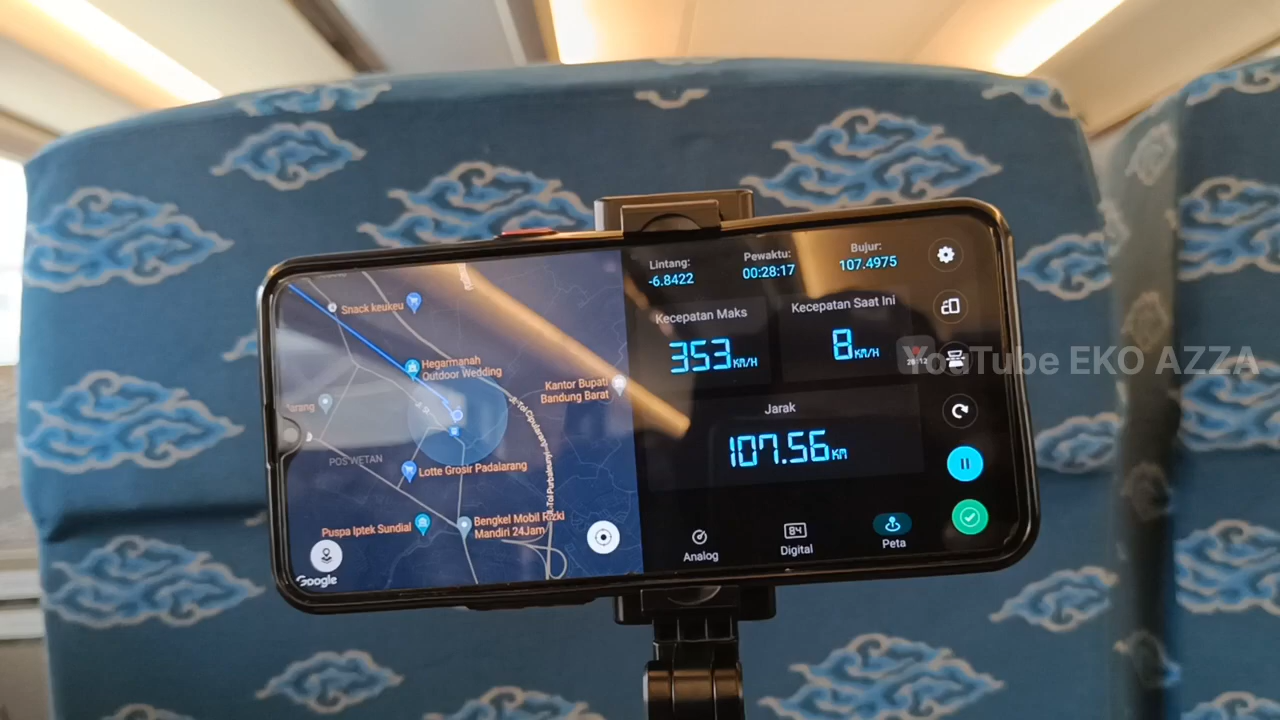 Snack keukeu
Hegarmanah
Outdoor Wedding
Kantor Bupati
Bandung Barat
arang
POS WETAN
Lotte Grosir Padalarang
Puspa Iptek Sundial
Bengkel Mobil Rizki
Mandiri 24Jam
Google
Lintang:
-6.8422
Pewaktu:
00:28:17
Bujur:
107.4975
Kecepatan Maks
353 KM/H
Kecepatan Saat Ini
8 KM/H
Jarak
107.56 KM
Analog
84
Digital
Peta
YouTube EKO AZZA